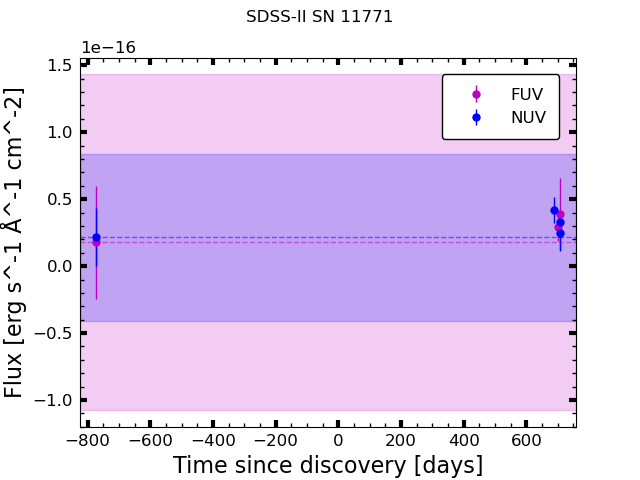 SDSS-II SN 11771
1e−16
1.5
1.0
0.5
0.0
−0.5
−1.0
Flux [erg s^-1 Å^-1 cm^-2]
FUV
NUV
−800 −600 −400 −200 0 200 400 600
Time since discovery [days]